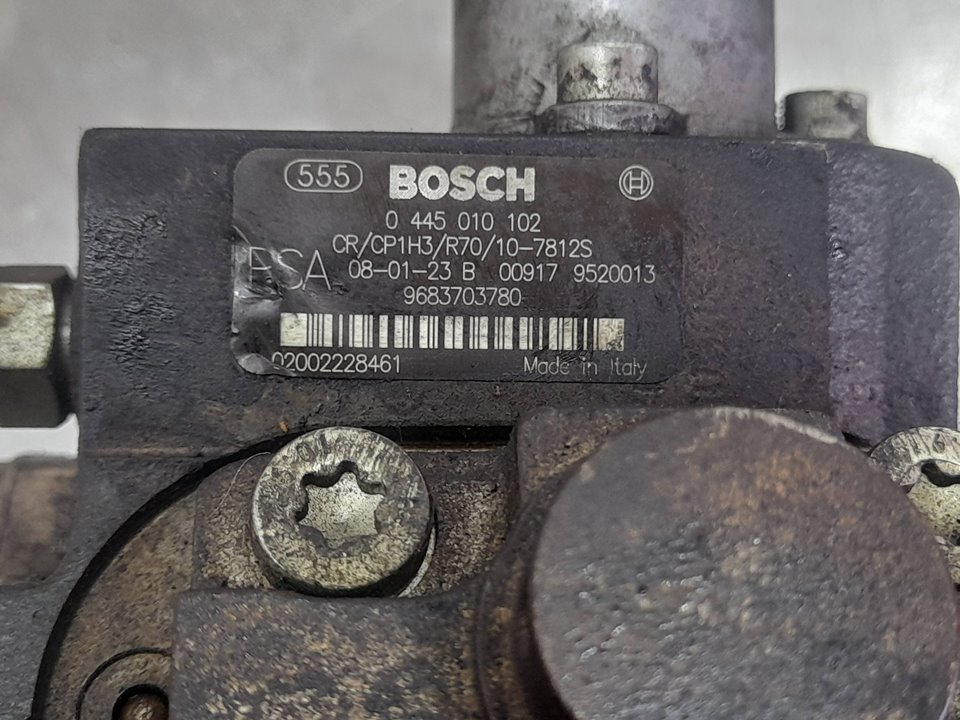 555 BOSCH
0 445 010 102
CR/CP1H3/R70/10-7812S
PSA 08-01-23 B 00917 9520013
9683703780
02002228461 Made in Italy